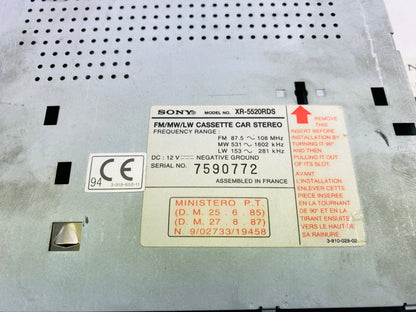 SONY MODEL NO. XR-5520RDS
FM/MW/LW CASSETTE CAR STEREO
FREQUENCY RANGE:
FM 87.5 ~ 108 MHz
MW 531 ~ 1602 kHz
LW 153 ~ 281 kHz
DC: 12 V NEGATIVE GROUND
SERIAL NO. 7590772
ASSEMBLED IN FRANCE
CE
94
MINISTERO P.T.
(D. M. 25. 6. 85)
(D. M. 27. 8. 87)
N. 9/02733/19458
REMOVE THIS
INSERT BEFORE
INSTALLATION BY
TURNING IT 90°
AND THEN
PULLING IT OUT
OF ITS SLOT.
AVANT
L'INSTALLATION
ENLEVER CETTE
PIECE INSEREE
EN LA TOURNANT
DE 90° ET EN LA
TIRANT ENSUITE
VERS LE HAUT DE
SA RAINURE.
3-910-029-02